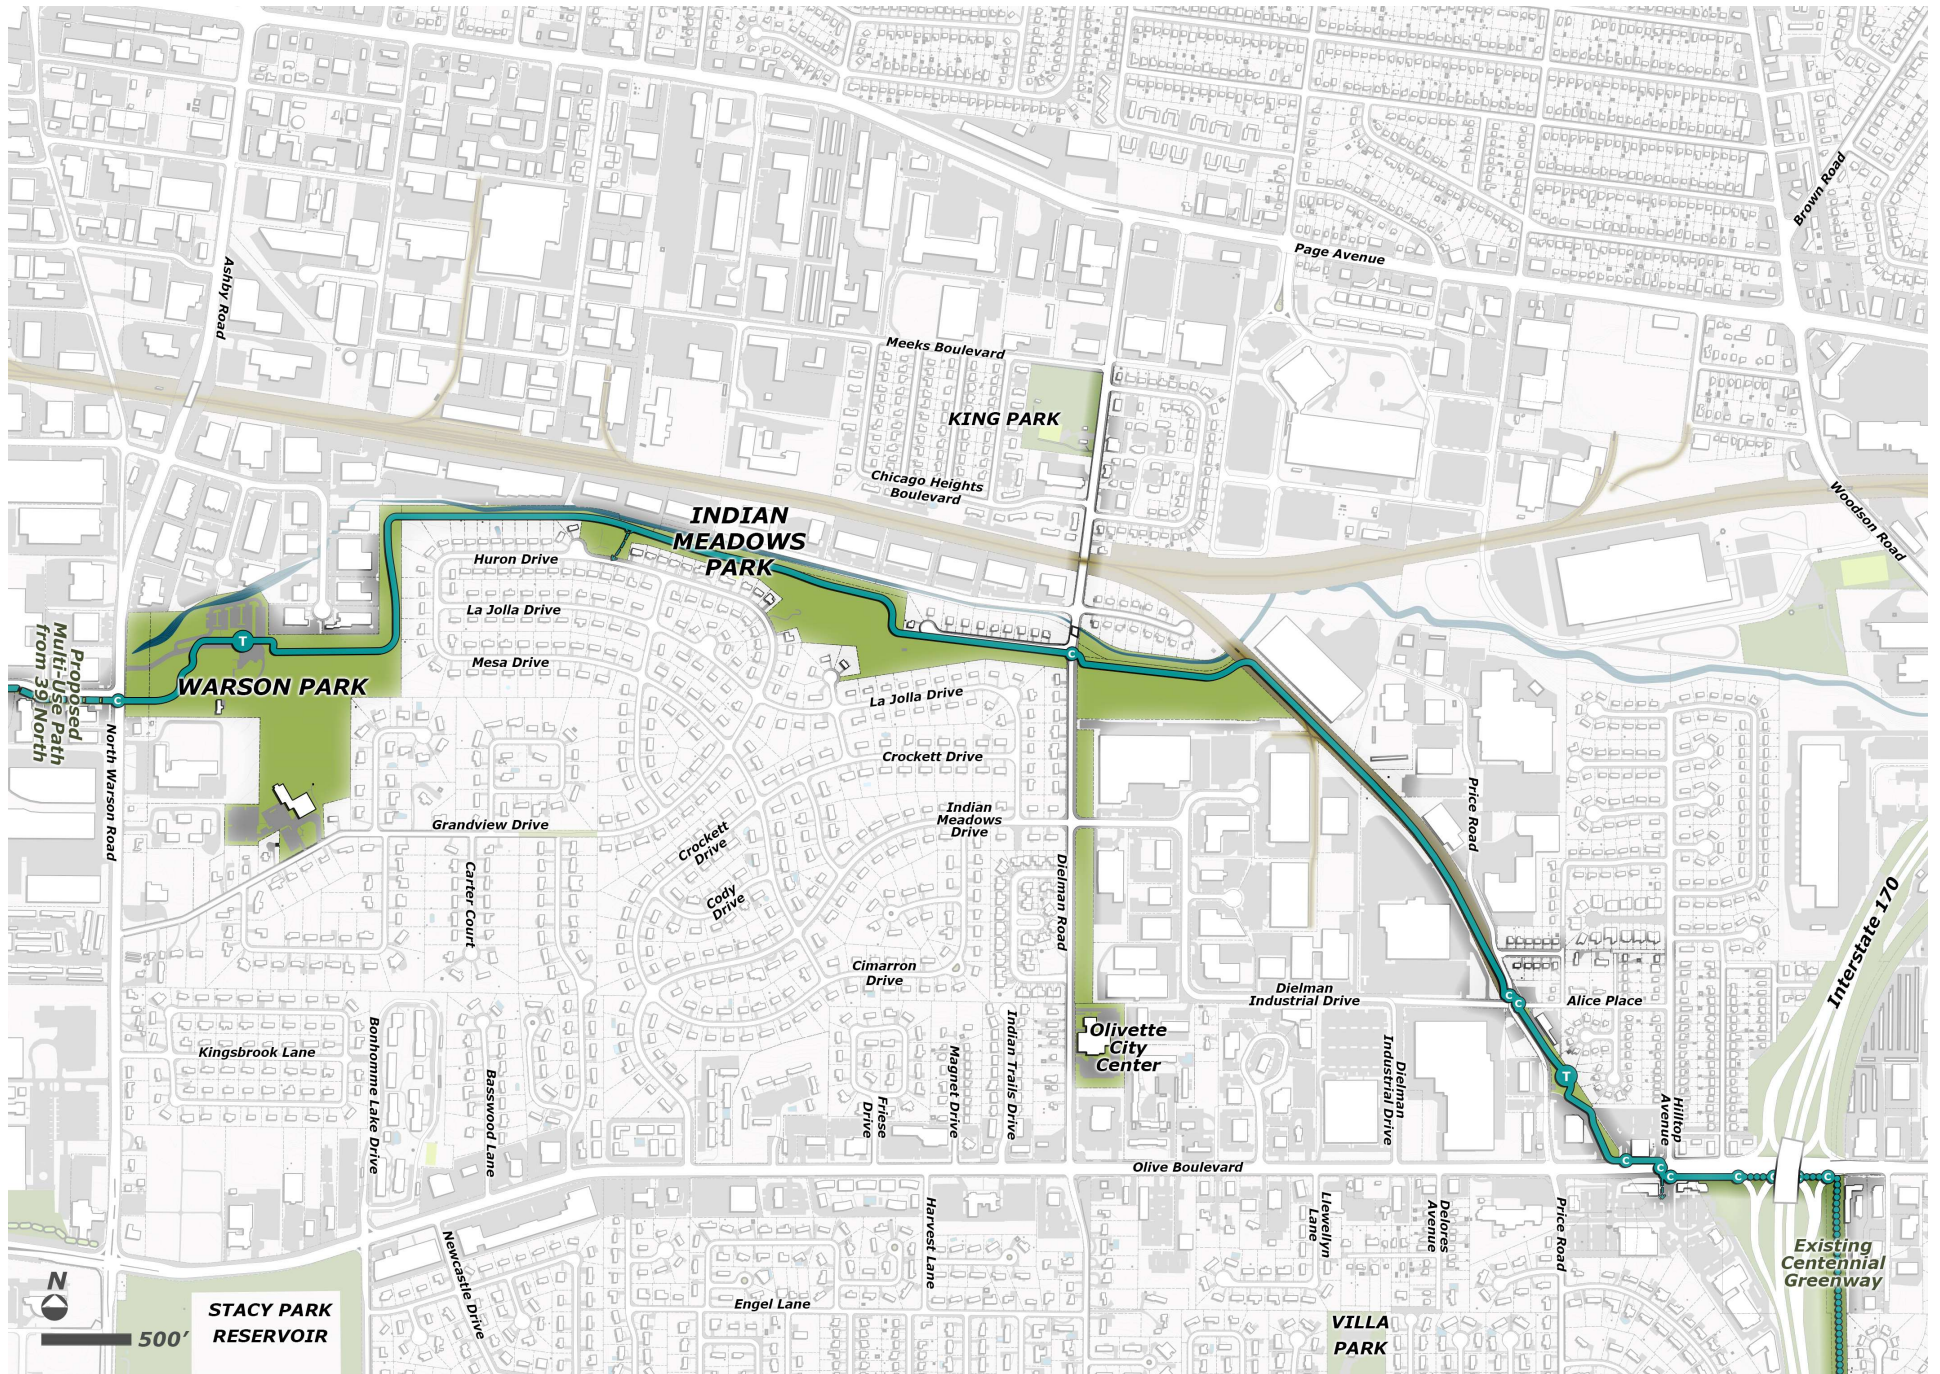 Brown Road
Page Avenue
Ashby Road
Meeks Boulevard
KING PARK
Chicago Heights
Boulevard
Woodson Road
INDIAN
MEADOWS
PARK
Huron Drive
La Jolla Drive
Mesa Drive
T
C
Proposed
Multi-Use Path
from 39 North
C
WARSON PARK
La Jolla Drive
North Warson Road
Crockett Drive
Price Road
Indian
Meadows
Drive
Grandview Drive
Crockett
Drive
Carter Court
Cody
Drive
Dielman Road
Interstate 170
Cimarron
Drive
Dielman
Industrial Drive
C
C
Alice Place
Olivette
City
Center
Kingsbrook Lane
Bonhomme Lake Drive
Basswood Lane
Friese
Drive
Magnet Drive
Indian Trails Drive
Dielman
Industrial Drive
T
Hilltop
Avenue
Olive Boulevard
C
C
C
C
C
C
C
Harvest Lane
Llewellyn
Lane
Delores
Avenue
Price Road
Newcastle Drive
Existing
Centennial
Greenway
Engel Lane
N
500’
STACY PARK
RESERVOIR
VILLA
PARK